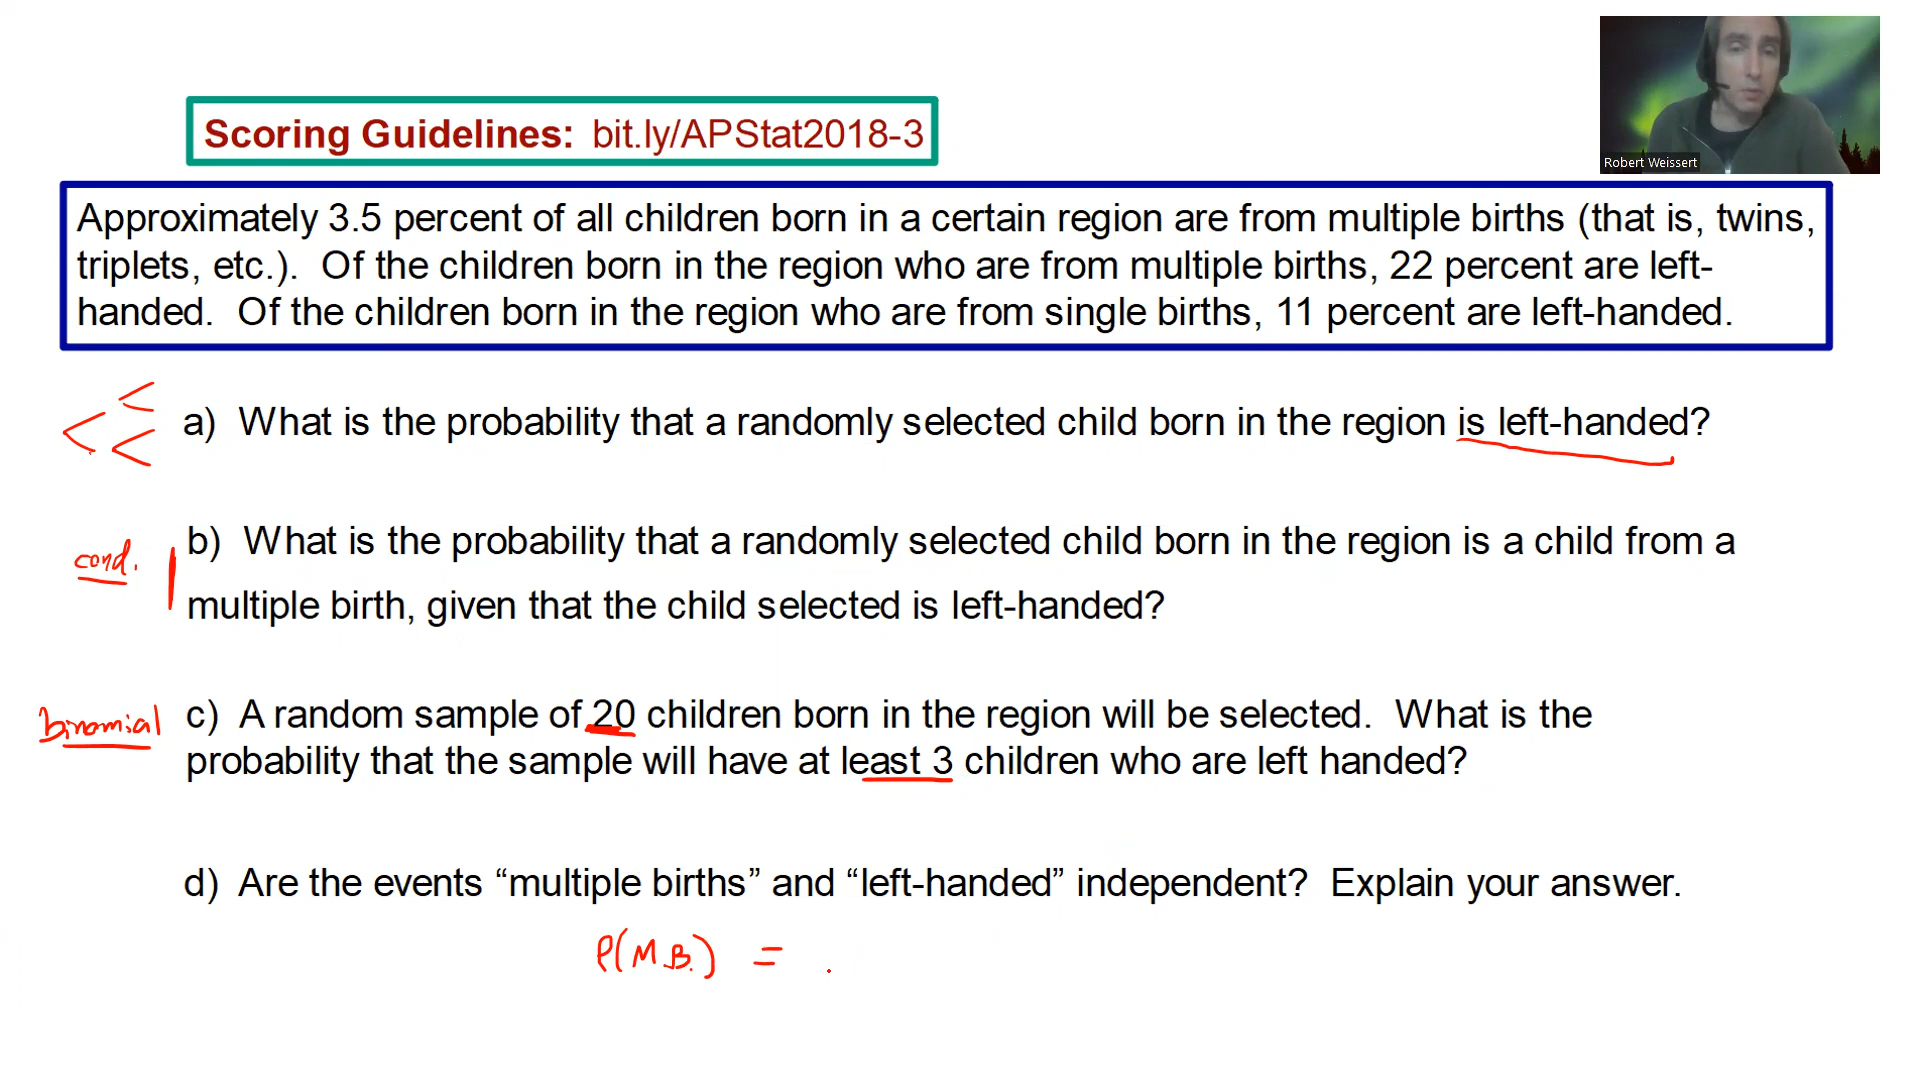 Scoring Guidelines: bit.ly/APStat2018-3
Robert Weissert
Approximately 3.5 percent of all children born in a certain region are from multiple births (that is, twins,
triplets, etc.). Of the children born in the region who are from multiple births, 22 percent are left-
handed. Of the children born in the region who are from single births, 11 percent are left-handed.
a) What is the probability that a randomly selected child born in the region is left-handed?
cond.
b) What is the probability that a randomly selected child born in the region is a child from a
multiple birth, given that the child selected is left-handed?
binomial
c) A random sample of 20 children born in the region will be selected. What is the
probability that the sample will have at least 3 children who are left handed?
d) Are the events “multiple births” and “left-handed” independent? Explain your answer.
P(M.B.) =